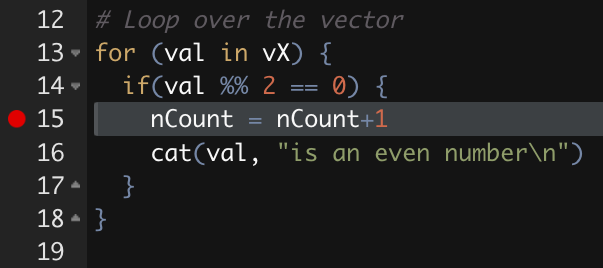 12 # Loop over the vector
13 for (val in vX) {
14   if(val %% 2 == 0) {
15     nCount = nCount+1
16     cat(val, "is an even number\n")
17   }
18 }
19